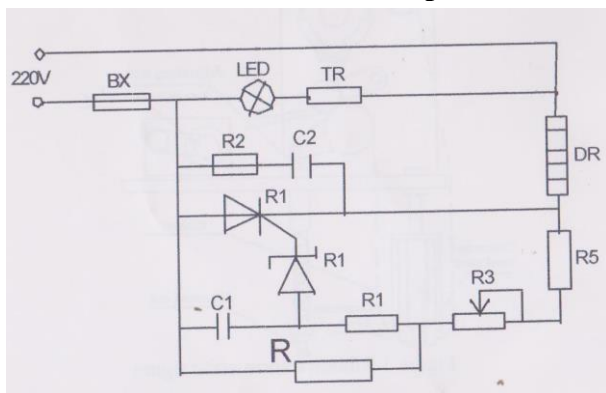 LED TR
220V BX
R2 C2
DR
R1
R1 R5
R3
C1 R1
R